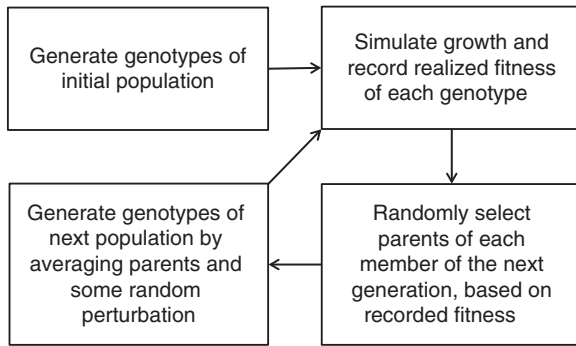 Generate genotypes of
initial population
Simulate growth and
record realized fitness
of each genotype
Generate genotypes of
next population by
averaging parents and
some random
perturbation
Randomly select
parents of each
member of the next
generation, based on
recorded fitness